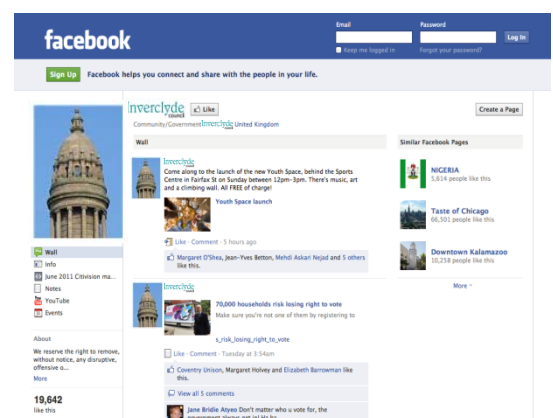 facebook
Email
Password
Log In
Keep me logged in
Forgot your password?
Sign Up
Facebook helps you connect and share with the people in your life.
Inverclyde
council
Like
Create a Page
Community/Government Inverclyde United Kingdom
Wall
Inverclyde
Come along to the launch of the new Youth Space, behind the Sports
Centre in Fairfax St on Sunday between 12pm-3pm. There's music, art
and a climbing wall. All FREE of charge!
Youth Space launch
Like · Comment · 5 hours ago
Margaret O'Shea, Jean-Yves Betton, Mehdi Askari Nejad and 5 others
like this.
Inverclyde
70,000 households risk losing right to vote
Make sure you're not one of them by registering to
s_risk_losing_right_to_vote
Like · Comment · Tuesday at 3:54am
Coventry Unison, Margaret Holvey and Elizabeth Barrowman like
this.
View all 5 comments
Jane Bridie Atyeo Don't matter who u vote for, the
Similar Facebook Pages
NIGERIA
5,614 people like this
Taste of Chicago
66,501 people like this
Downtown Kalamazoo
10,258 people like this
More
Wall
Info
June 2011 Citivision ma...
Notes
YouTube
Events
About
We reserve the right to remove,
without notice, any disruptive,
offensive o...
More
19,642
like this